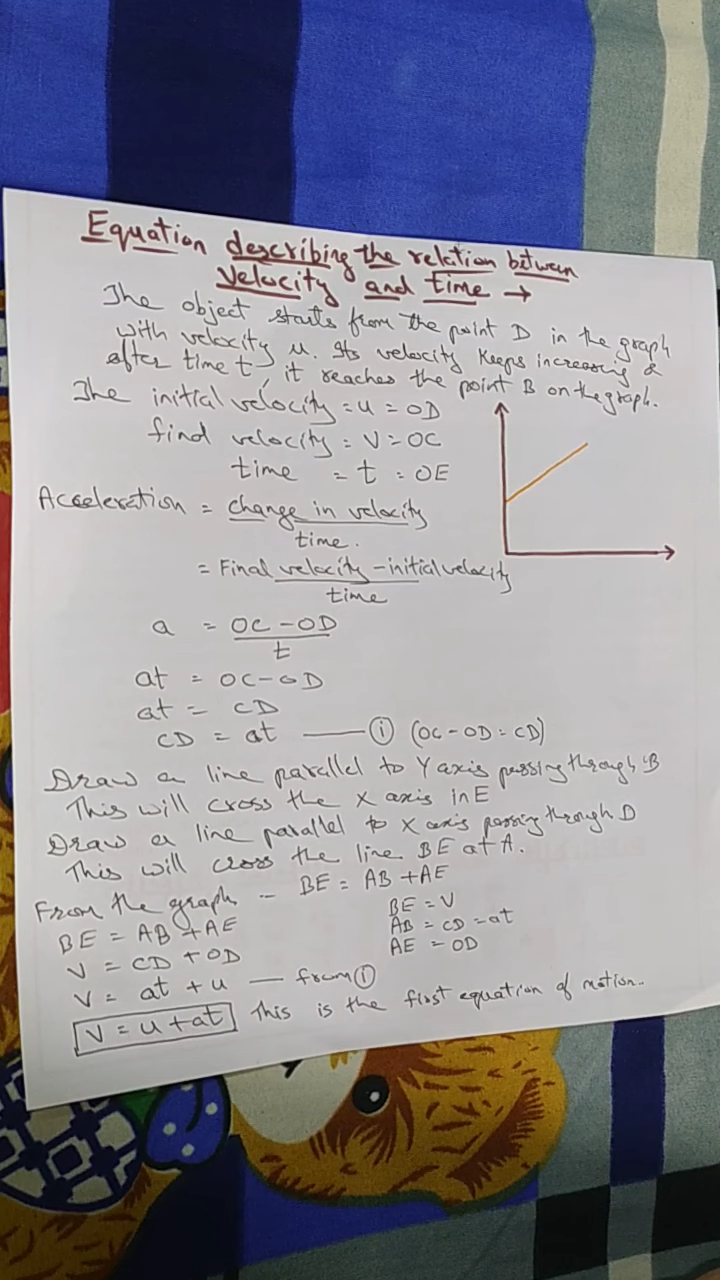 Equation describing the relation between
velocity and time →
The object starts from the point D in the graph
with velocity u. Its velocity keeps increasing &
after time t, it reaches the point B on the graph.
The initial velocity = u = OD
find velocity = V = OC
time = t = OE
Acceleration = change in velocity
time.
= Final velocity - initial velocity
time
a = OC - OD
t
at = OC - OD
at = CD
CD = at —— (i) (OC - OD = CD)
Draw a line parallel to Y axis passing through B
This will cross the X axis in E
Draw a line parallel to X axis passing through D
This will cross the line BE at A.
From the graph - BE = AB + AE
BE = AB + AE
V = CD + OD
V = at + u — from (i)
BE = V
AB = CD = at
AE = OD
V = u + at This is the first equation of motion.